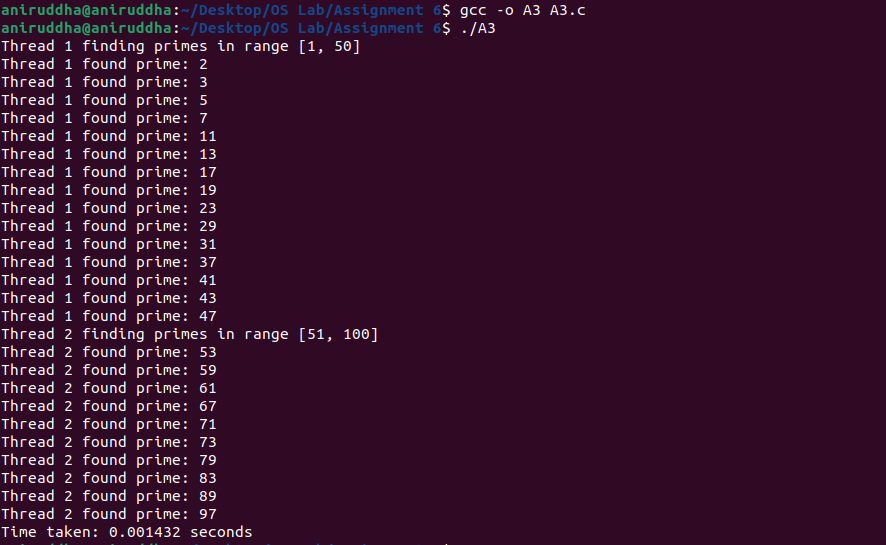 aniruddha@aniruddha:~/Desktop/OS Lab/Assignment 6$ gcc -o A3 A3.c
aniruddha@aniruddha:~/Desktop/OS Lab/Assignment 6$ ./A3
Thread 1 finding primes in range [1, 50]
Thread 1 found prime: 2
Thread 1 found prime: 3
Thread 1 found prime: 5
Thread 1 found prime: 7
Thread 1 found prime: 11
Thread 1 found prime: 13
Thread 1 found prime: 17
Thread 1 found prime: 19
Thread 1 found prime: 23
Thread 1 found prime: 29
Thread 1 found prime: 31
Thread 1 found prime: 37
Thread 1 found prime: 41
Thread 1 found prime: 43
Thread 1 found prime: 47
Thread 2 finding primes in range [51, 100]
Thread 2 found prime: 53
Thread 2 found prime: 59
Thread 2 found prime: 61
Thread 2 found prime: 67
Thread 2 found prime: 71
Thread 2 found prime: 73
Thread 2 found prime: 79
Thread 2 found prime: 83
Thread 2 found prime: 89
Thread 2 found prime: 97
Time taken: 0.001432 seconds